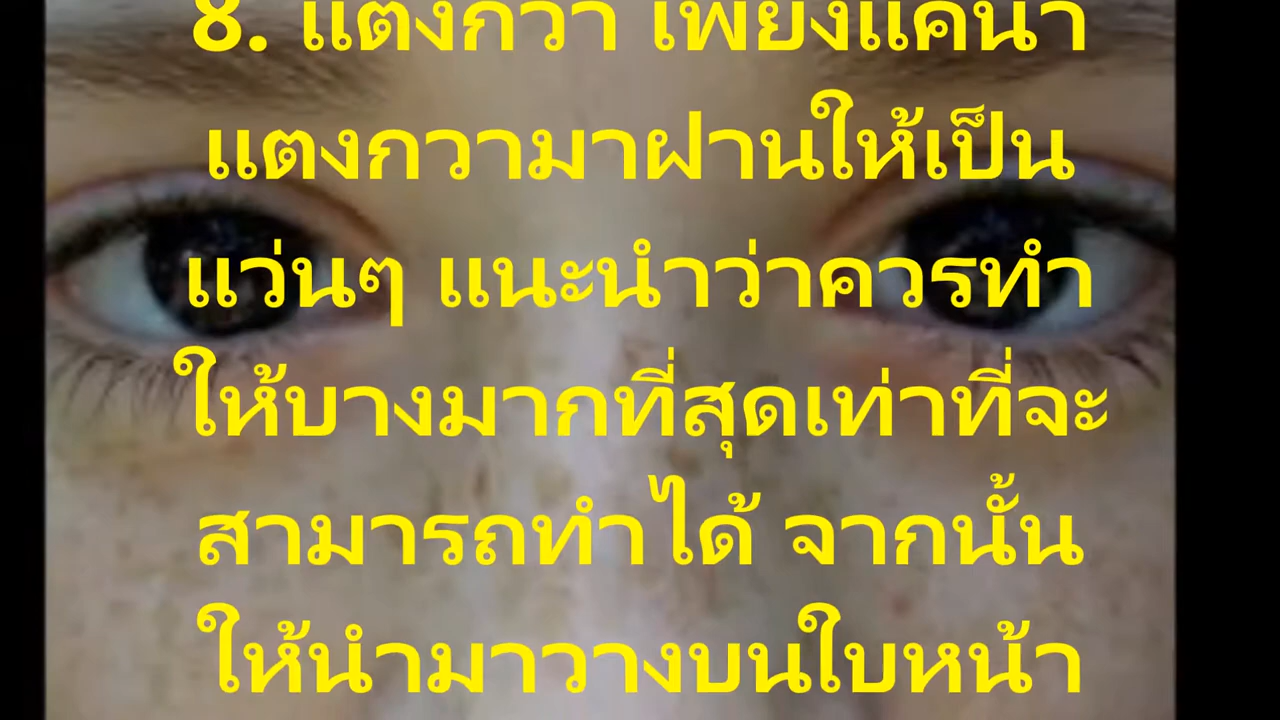 8. แตงกวา เพียงแค่นำ
แตงกวามาฝานให้เป็น
แว่นๆ แนะนำว่าควรทำ
ให้บางมากที่สุดเท่าที่จะ
สามารถทำได้ จากนั้น
ให้นำมาวางบนใบหน้า